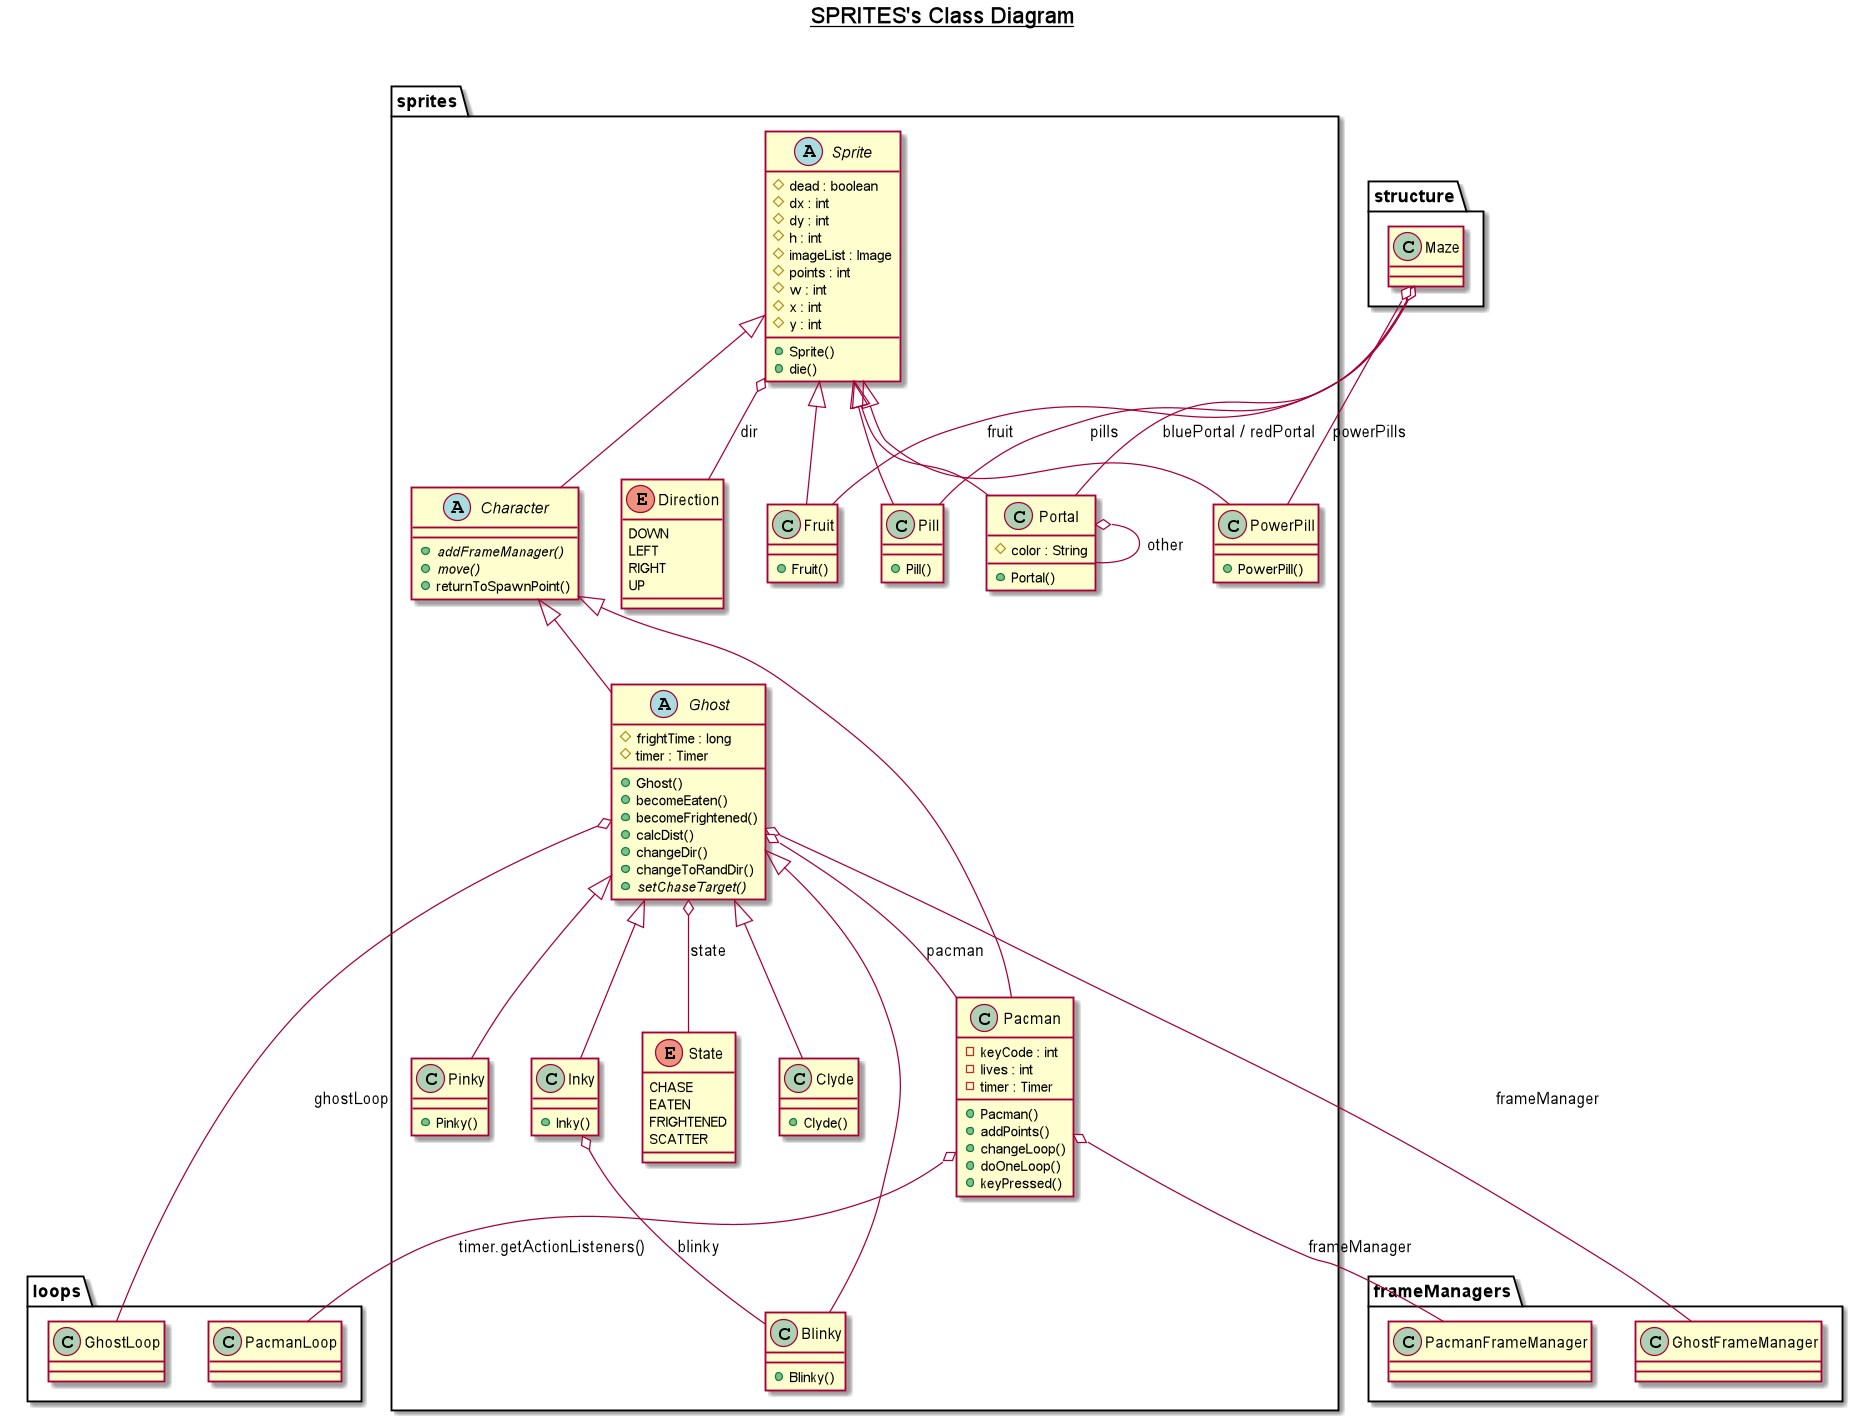 SPRITES's Class Diagram
sprites
A Sprite
dead : boolean
dx : int
dy : int
h : int
imageList : Image
points : int
w : int
x : int
y : int
Sprite()
die()
structure
C Maze
dir
fruit
pills
bluePortal / redPortal
powerPills
A Character
addFrameManager()
move()
returnToSpawnPoint()
E Direction
DOWN
LEFT
RIGHT
UP
C Fruit
Fruit()
C Pill
Pill()
C Portal
color : String
Portal()
other
C PowerPill
PowerPill()
A Ghost
frightTime : long
timer : Timer
Ghost()
becomeEaten()
becomeFrightened()
calcDist()
changeDir()
changeToRandDir()
setChaseTarget()
state
pacman
C Pinky
Pinky()
C Inky
Inky()
E State
CHASE
EATEN
FRIGHTENED
SCATTER
C Clyde
Clyde()
C Pacman
keyCode : int
lives : int
timer : Timer
Pacman()
addPoints()
changeLoop()
doOneLoop()
keyPressed()
ghostLoop
frameManager
timer.getActionListeners()
blinky
frameManager
loops
C GhostLoop
C PacmanLoop
C Blinky
Blinky()
frameManagers
C PacmanFrameManager
C GhostFrameManager